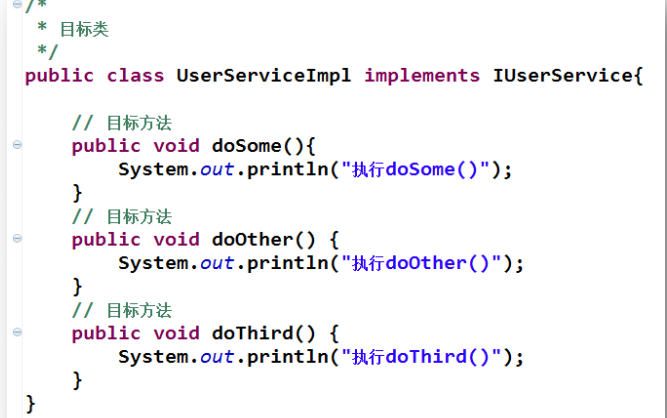 /*
 * 目标类
 */
public class UserServiceImpl implements IUserService{
// 目标方法
public void doSome(){
System.out.println("执行doSome()");
}
// 目标方法
public void doOther() {
System.out.println("执行doOther()");
}
// 目标方法
public void doThird() {
System.out.println("执行doThird()");
}
}